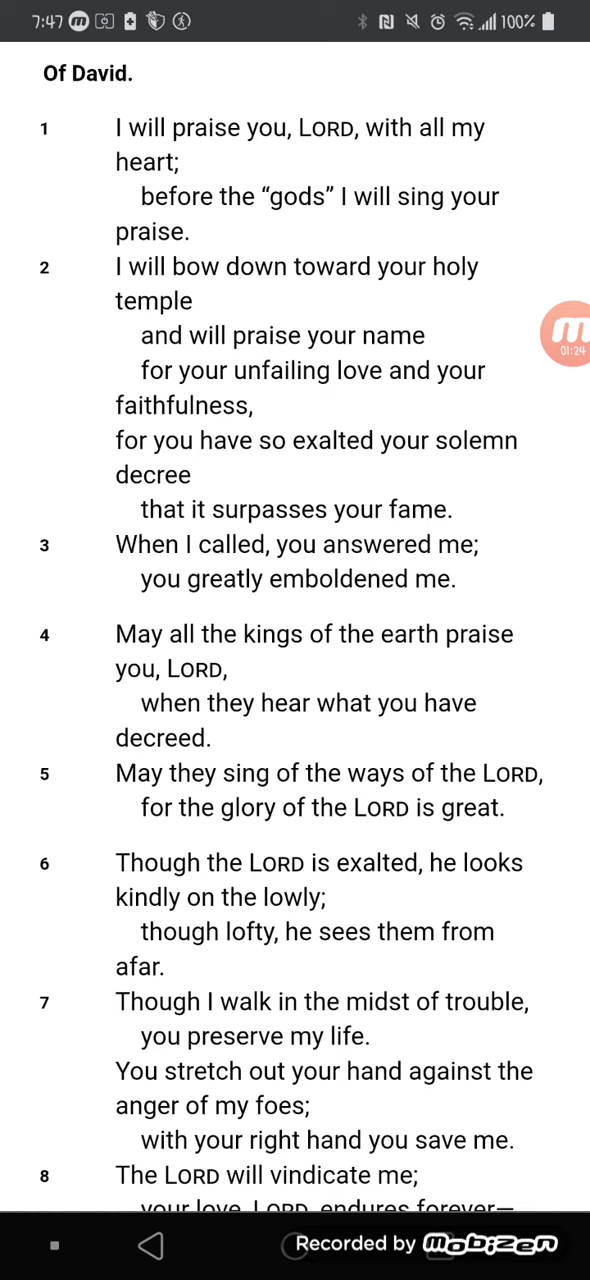 7:47 100%
Of David.
1 I will praise you, LORD, with all my
heart;
before the “gods” I will sing your
praise.
2 I will bow down toward your holy
temple
and will praise your name
for your unfailing love and your
faithfulness,
for you have so exalted your solemn
decree
that it surpasses your fame.
3 When I called, you answered me;
you greatly emboldened me.
4 May all the kings of the earth praise
you, LORD,
when they hear what you have
decreed.
5 May they sing of the ways of the LORD,
for the glory of the LORD is great.
6 Though the LORD is exalted, he looks
kindly on the lowly;
though lofty, he sees them from
afar.
7 Though I walk in the midst of trouble,
you preserve my life.
You stretch out your hand against the
anger of my foes;
with your right hand you save me.
8 The LORD will vindicate me;
your love, LORD, endures forever—
m
01:24
Recorded by mobizen